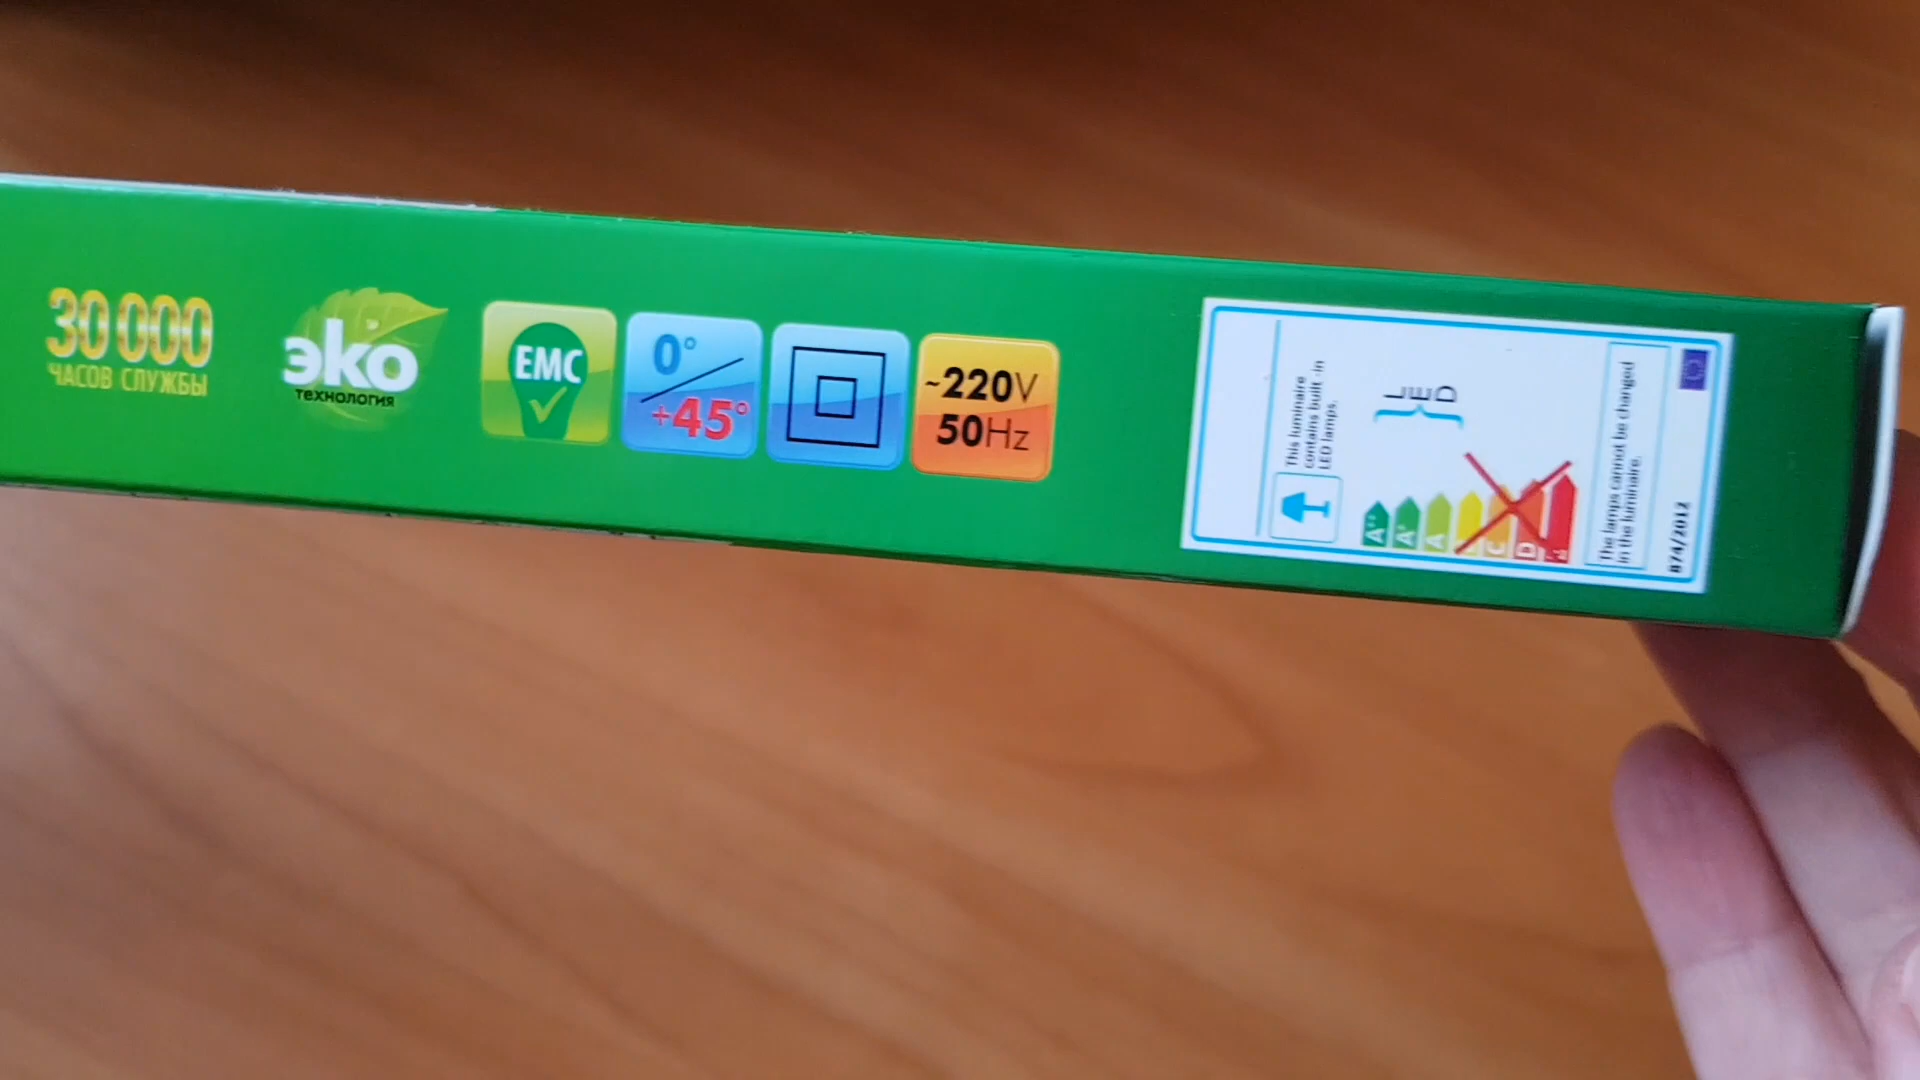 30 000
ЧАСОВ СЛУЖБЫ
эко
технология
EMC
0°
+45°
~220V
50Hz
This luminaire
contains built-in
LED lamps.
A++
A+
A
C
D
LED
The lamps cannot be changed
in the luminaire.
874/2012